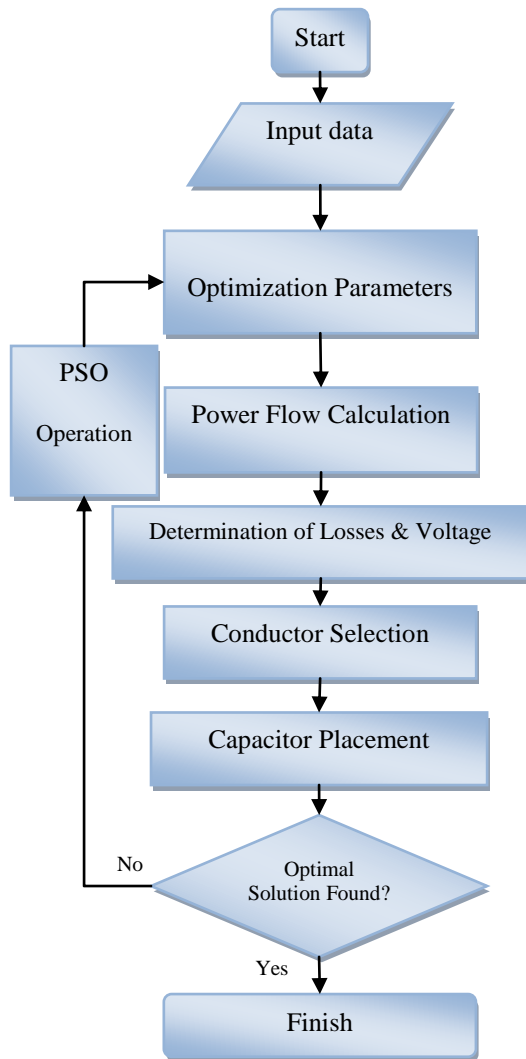 Start
Input data
Optimization Parameters
PSO
Operation
Power Flow Calculation
Determination of Losses & Voltage
Conductor Selection
Capacitor Placement
No
Optimal
Solution Found?
Yes
Finish